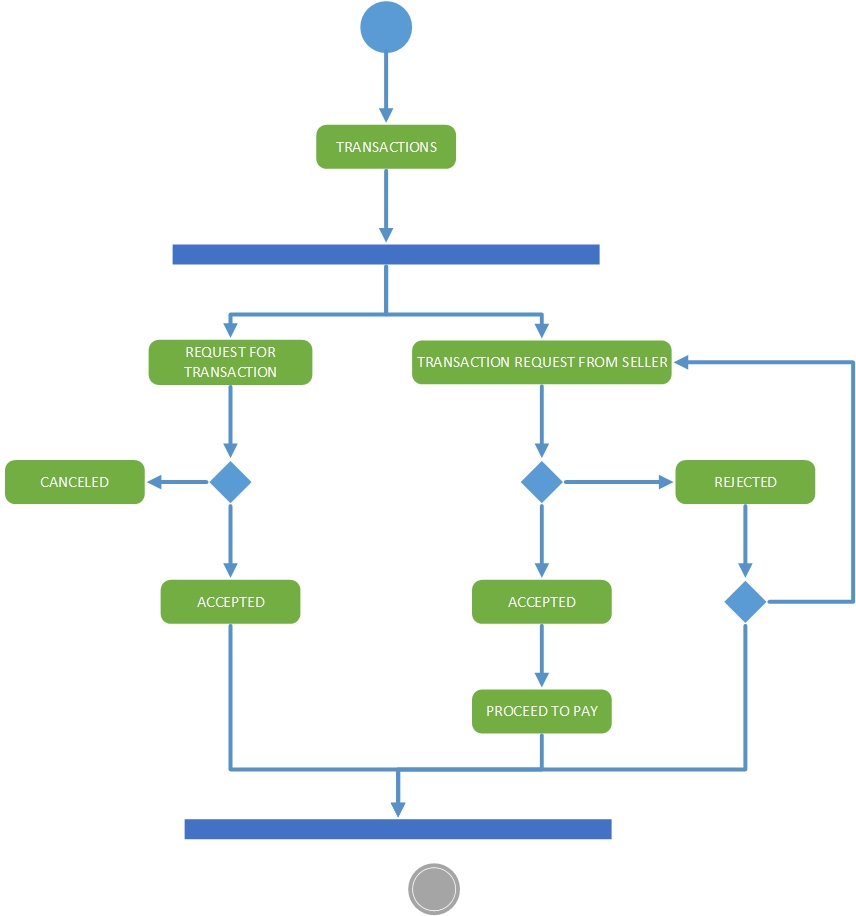 TRANSACTIONS
REQUEST FOR
TRANSACTION
TRANSACTION REQUEST FROM SELLER
CANCELED
REJECTED
ACCEPTED
ACCEPTED
PROCEED TO PAY